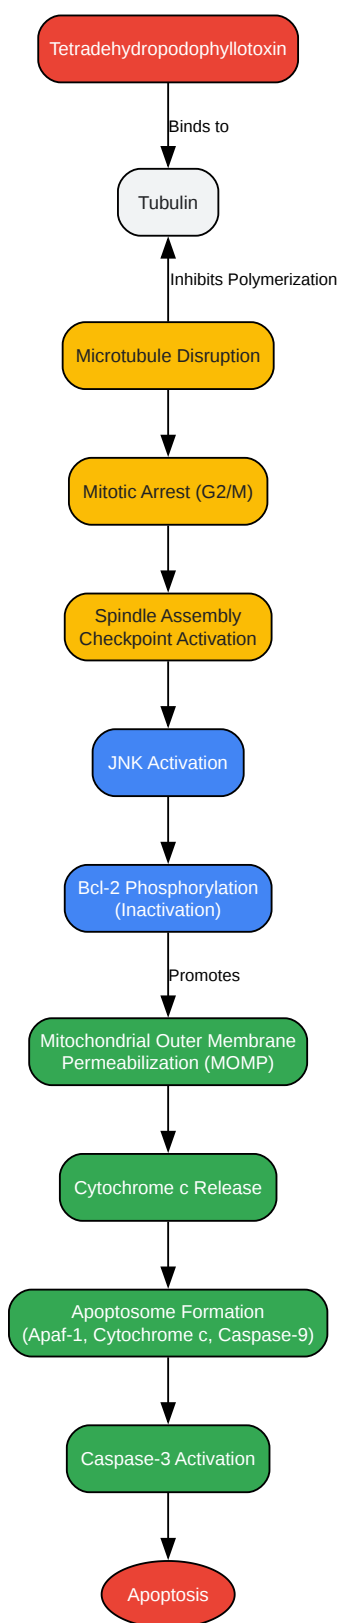 Tetradehydropodophyllotoxin
Binds to
Tubulin
Inhibits Polymerization
Microtubule Disruption
Mitotic Arrest (G2/M)
Spindle Assembly
Checkpoint Activation
JNK Activation
Bcl-2 Phosphorylation
(Inactivation)
Promotes
Mitochondrial Outer Membrane
Permeabilization (MOMP)
Cytochrome c Release
Apoptosome Formation
(Apaf-1, Cytochrome c, Caspase-9)
Caspase-3 Activation
Apoptosis